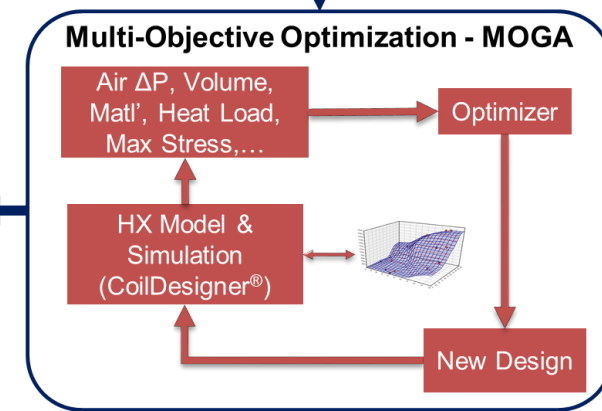 Multi-Objective Optimization - MOGA
Air ΔP, Volume,
Matl', Heat Load,
Max Stress,...
Optimizer
HX Model &
Simulation
(CoilDesigner®)
New Design